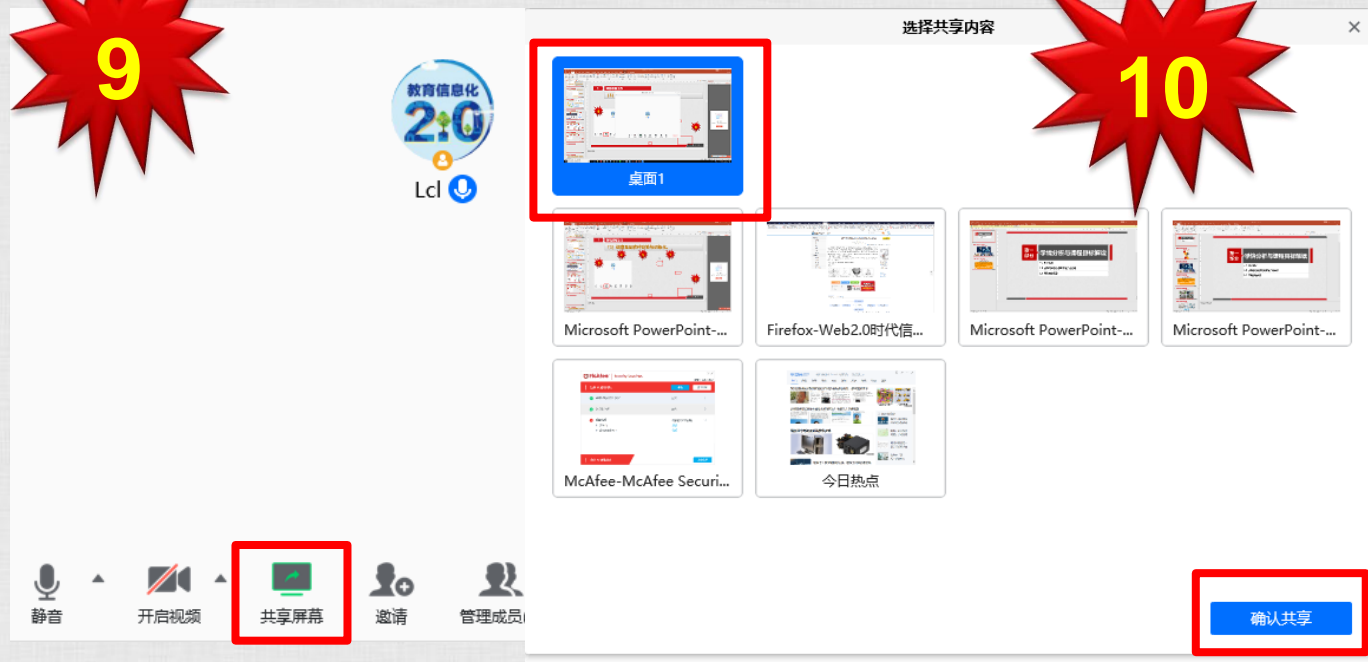 9
教育信息化
2.0
Lcl
静音
开启视频
共享屏幕
邀请
管理成员
选择共享内容
10
桌面1
Microsoft PowerPoint-...
Firefox-Web2.0时代信...
Microsoft PowerPoint-...
Microsoft PowerPoint-...
McAfee-McAfee Securi...
今日热点
确认共享